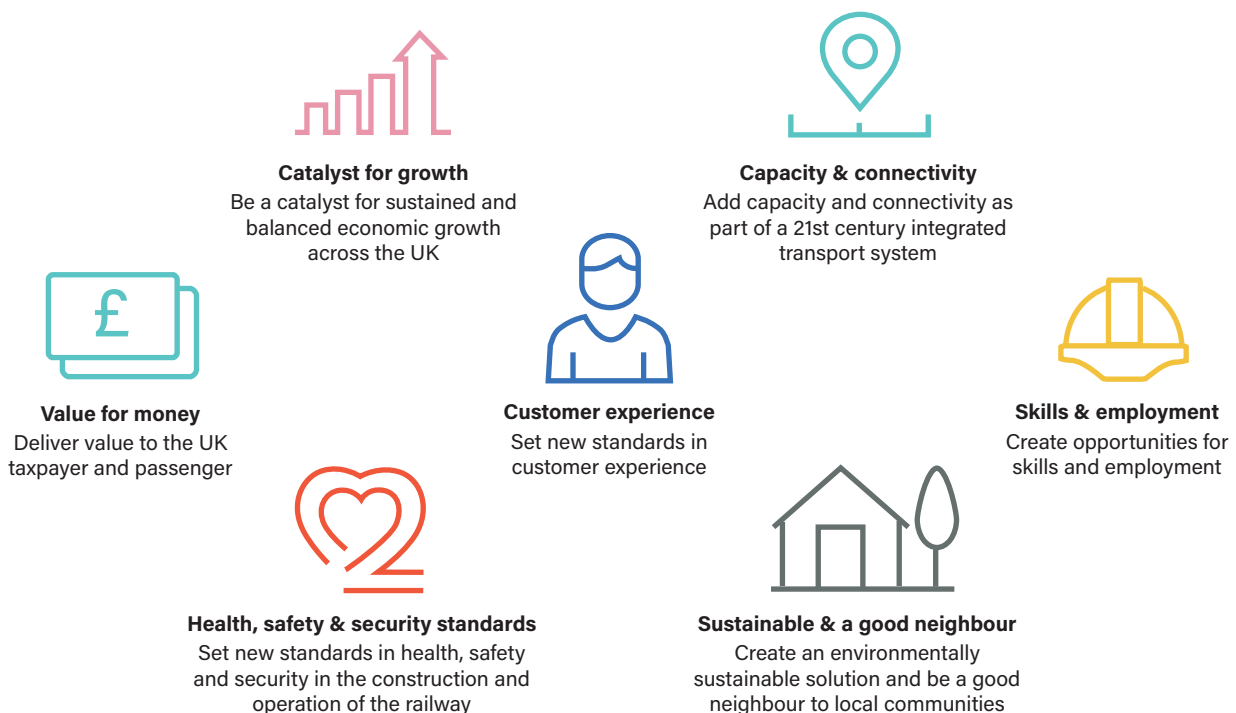 Catalyst for growth
Be a catalyst for sustained and
balanced economic growth
across the UK
Capacity & connectivity
Add capacity and connectivity as
part of a 21st century integrated
transport system
£
Value for money
Deliver value to the UK
taxpayer and passenger
Customer experience
Set new standards in
customer experience
Skills & employment
Create opportunities for
skills and employment
Health, safety & security standards
Set new standards in health, safety
and security in the construction and
operation of the railway
Sustainable & a good neighbour
Create an environmentally
sustainable solution and be a good
neighbour to local communities